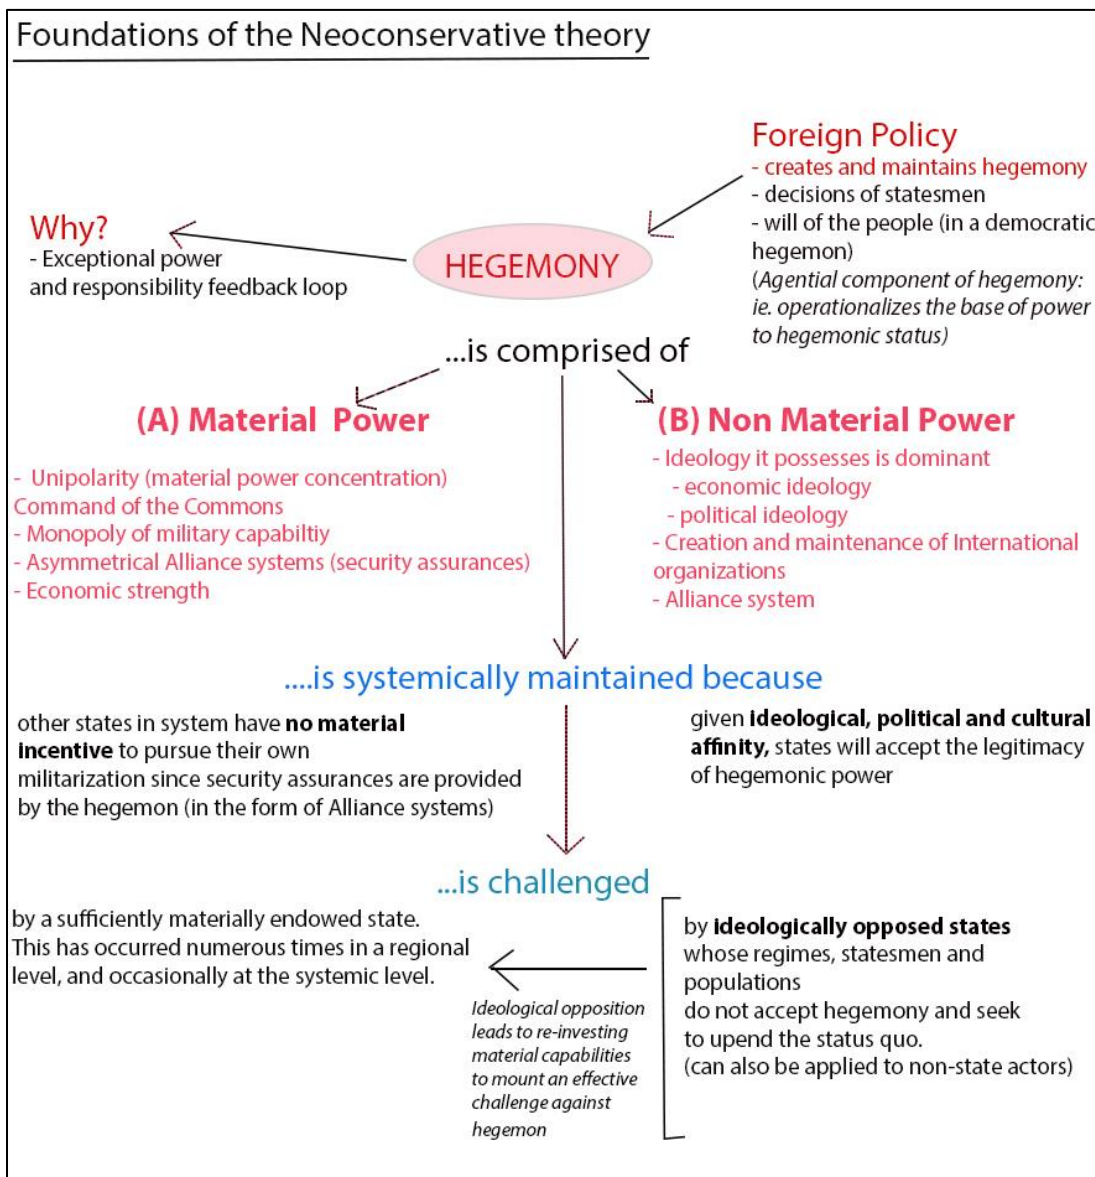 Foundations of the Neoconservative theory
Foreign Policy
- creates and maintains hegemony
- decisions of statesmen
- will of the people (in a democratic
hegemon)
(Agential component of hegemony:
ie. operationalizes the base of power
to hegemonic status)
Why?
- Exceptional power
and responsibility feedback loop
HEGEMONY
...is comprised of
(A) Material Power
- Unipolarity (material power concentration)
Command of the Commons
- Monopoly of military capabiltiy
- Asymmetrical Alliance systems (security assurances)
- Economic strength
(B) Non Material Power
- Ideology it possesses is dominant
- economic ideology
- political ideology
- Creation and maintenance of International
organizations
- Alliance system
....is systemically maintained because
other states in system have no material
incentive to pursue their own
militarization since security assurances are provided
by the hegemon (in the form of Alliance systems)
given ideological, political and cultural
affinity, states will accept the legitimacy
of hegemonic power
...is challenged
by a sufficiently materially endowed state.
This has occurred numerous times in a regional
level, and occasionally at the systemic level.
Ideological opposition
leads to re-investing
material capabilities
to mount an effective
challenge against
hegemon
by ideologically opposed states
whose regimes, statesmen and
populations
do not accept hegemony and seek
to upend the status quo.
(can also be applied to non-state actors)